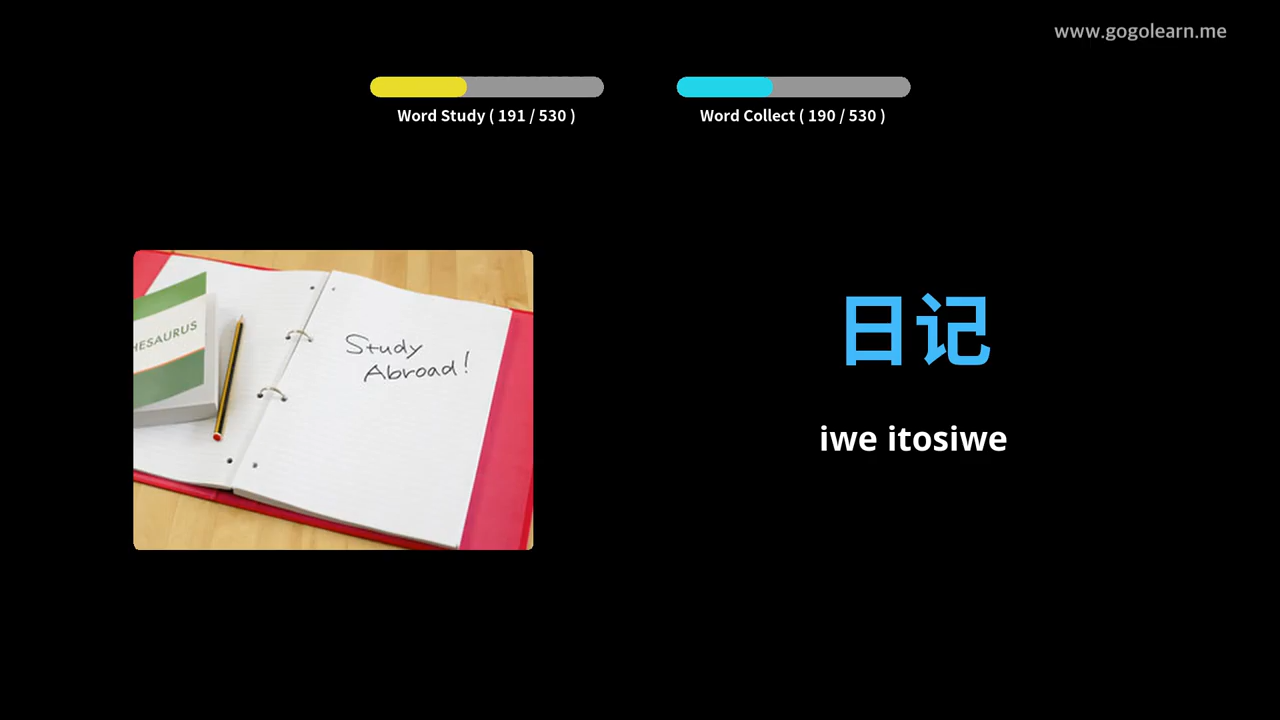 www.gogolearn.me
Word Study ( 191 / 530 )
Word Collect ( 190 / 530 )
HESAURUS
Study
Abroad!
日记
iwe itosiwe